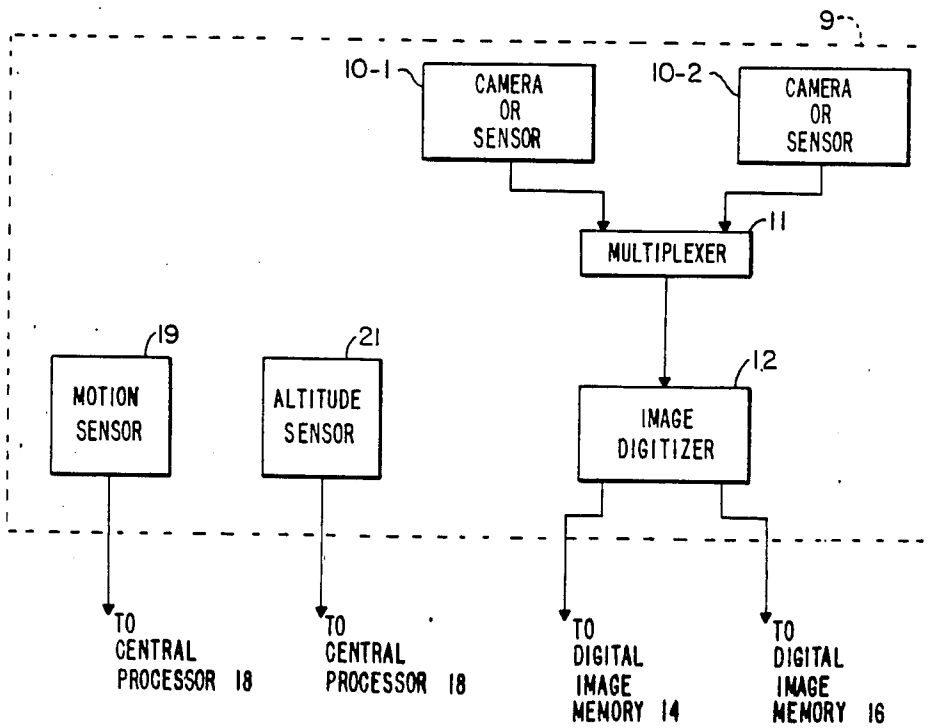 9
10-1
CAMERA
OR
SENSOR
10-2
CAMERA
OR
SENSOR
11
MULTIPLEXER
19
MOTION
SENSOR
21
ALTITUDE
SENSOR
12
IMAGE
DIGITIZER
TO
CENTRAL
PROCESSOR 18
TO
CENTRAL
PROCESSOR 18
TO
DIGITAL
IMAGE
MEMORY 14
TO
DIGITAL
IMAGE
MEMORY 16